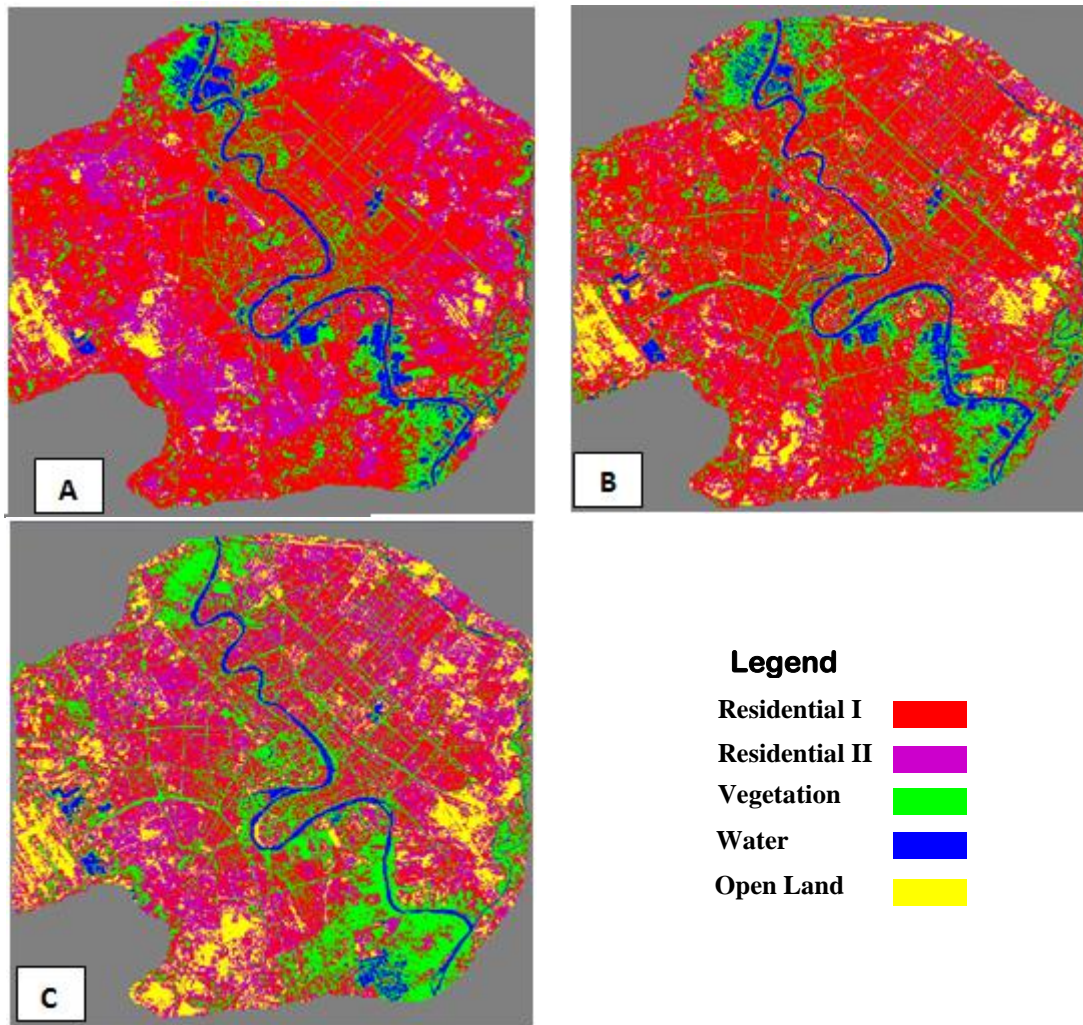 A
B
C
Legend
Residential I
Residential II
Vegetation
Water
Open Land